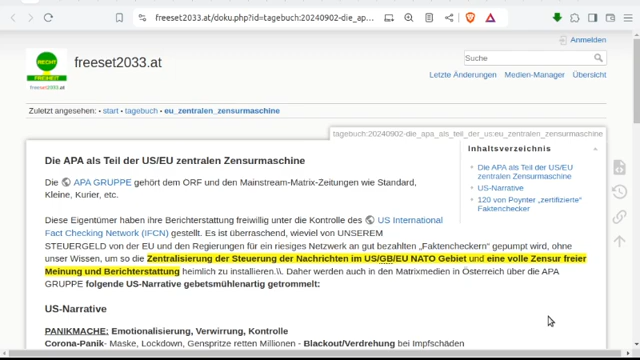 freeset2033.at/doku.php?id=tagebuch:20240902-die_ap...
Anmelden
RECHT
FREIHEIT
freeset2033.at
freeset2033.at
Suche
Letzte Änderungen Medien-Manager Übersicht
Zuletzt angesehen: • start • tagebuch • eu_zentralen_zensurmaschine
tagebuch:20240902-die_apa_als_teil_der_us:eu_zentralen_zensurmaschine
Die APA als Teil der US/EU zentralen Zensurmaschine
Die APA GRUPPE gehört dem ORF und den Mainstream-Matrix-Zeitungen wie Standard,
Kleine, Kurier, etc.
Inhaltsverzeichnis
Die APA als Teil der US/EU
zentralen Zensurmaschine
US-Narrative
120 von Poynter „zertifizierte"
Faktenchecker
Diese Eigentümer haben ihre Berichterstattung freiwillig unter die Kontrolle des US International
Fact Checking Network (IFCN) gestellt. Es ist überraschend, wieviel von UNSEREM
STEUERGELD von der EU und den Regierungen für ein riesiges Netzwerk an gut bezahlten „Faktencheckern" gepumpt wird, ohne
unser Wissen, um so die Zentralisierung der Steuerung der Nachrichten im US/GB/EU NATO Gebiet und eine volle Zensur freier
Meinung und Berichterstattung heimlich zu installieren.\\. Daher werden auch in den Matrixmedien in Österreich über die APA
GRUPPE folgende US-Narrative gebetsmühlenartig getrommelt:
US-Narrative
PANIKMACHE: Emotionalisierung, Verwirrung, Kontrolle
Corona-Panik- Maske, Lockdown, Genspritze retten Millionen - Blackout/Verdrehung bei Impfschäden